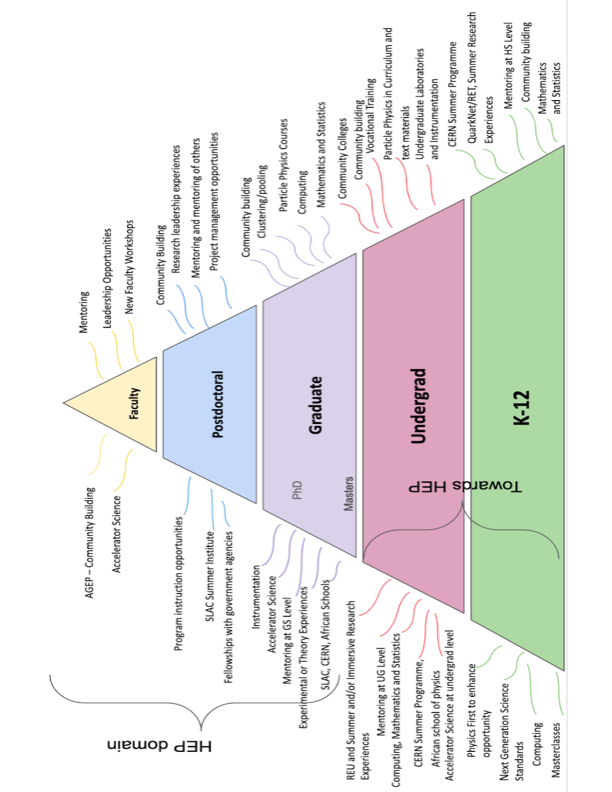 Mentoring
Leadership Opportunities
New Faculty Workshops
AGEP – Community Building
Accelerator Science
Faculty
Community Building
Research leadership experiences
Mentoring and mentoring of others
Project management opportunities
Program instruction opportunities
SLAC Summer Institute
Fellowships with government agencies
Postdoctoral
Community building
Clustering/pooling
Particle Physics Courses
Computing
Mathematics and Statistics
Instrumentation
Accelerator Science
Mentoring at GS Level
Experimental or Theory Experiences
SLAC, CERN, African Schools
PhD
Graduate
Masters
HEP domain
Community Colleges
Community building
Vocational Training
Particle Physics in Curriculum and
text materials
Undergraduate Laboratories
and Instrumentation
REU and Summer and/or Immersive Research
Experiences
Mentoring at UG Level
Computing, Mathematics and Statistics
CERN Summer Programme,
African school of physics
Accelerator Science at undergrad level
Undergrad
Towards HEP
CERN Summer Programme
QuarkNet/RET, Summer Research
Experiences
Mentoring at HS Level
Community building
Mathematics
and Statistics
Physics First to enhance
opportunity
Next Generation Science
Standards
Computing
Masterclasses
K-12